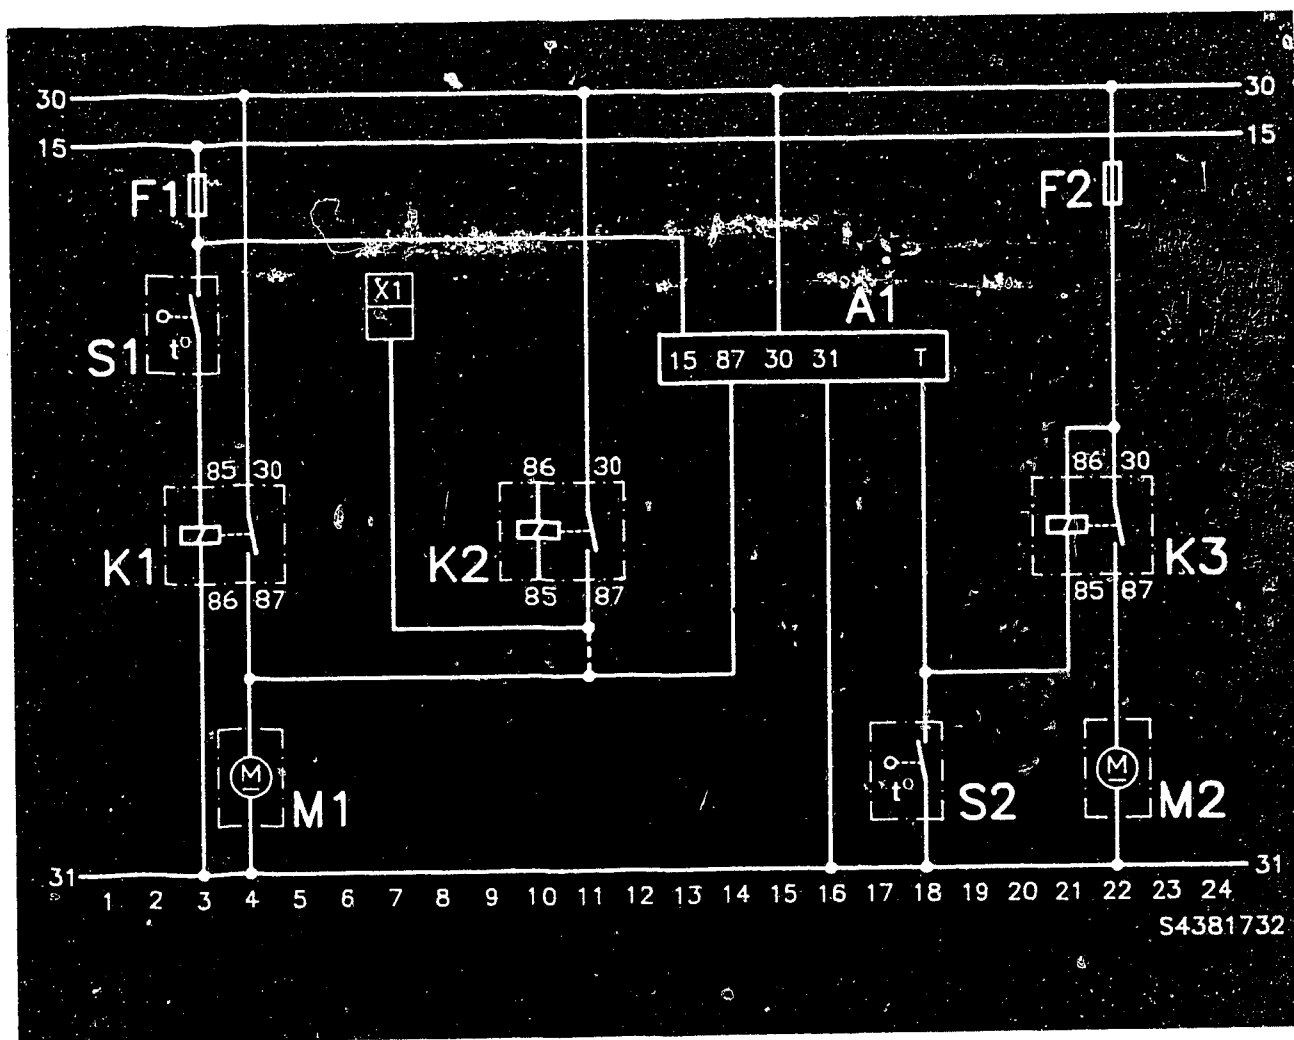 30 30
15 15
F1 F2
X1
A1
S1 t°
15 87 30 31 T
85 30 86 30 86 30
K1 K2 K3
86 87 85 87 85 87
M M
t°
M1 S2 M2
31 31
1 2 3 4 5 6 7 8 9 10 11 12 13 14 15 16 17 18 19 20 21 22 23 24
S4381732